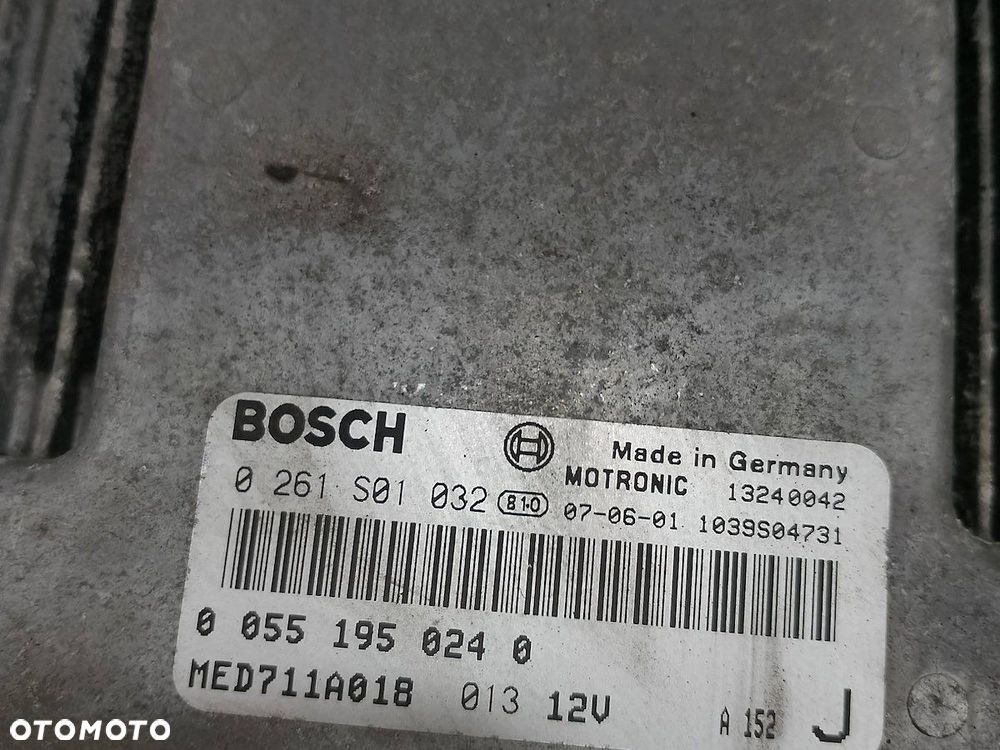 BOSCH
Made in Germany
MOTRONIC 13240042
0 261 S01 032 810 07-06-01 1039S04731
0 055 195 024 0
MED711A018 013 12V A 152 J
OTOMOTO